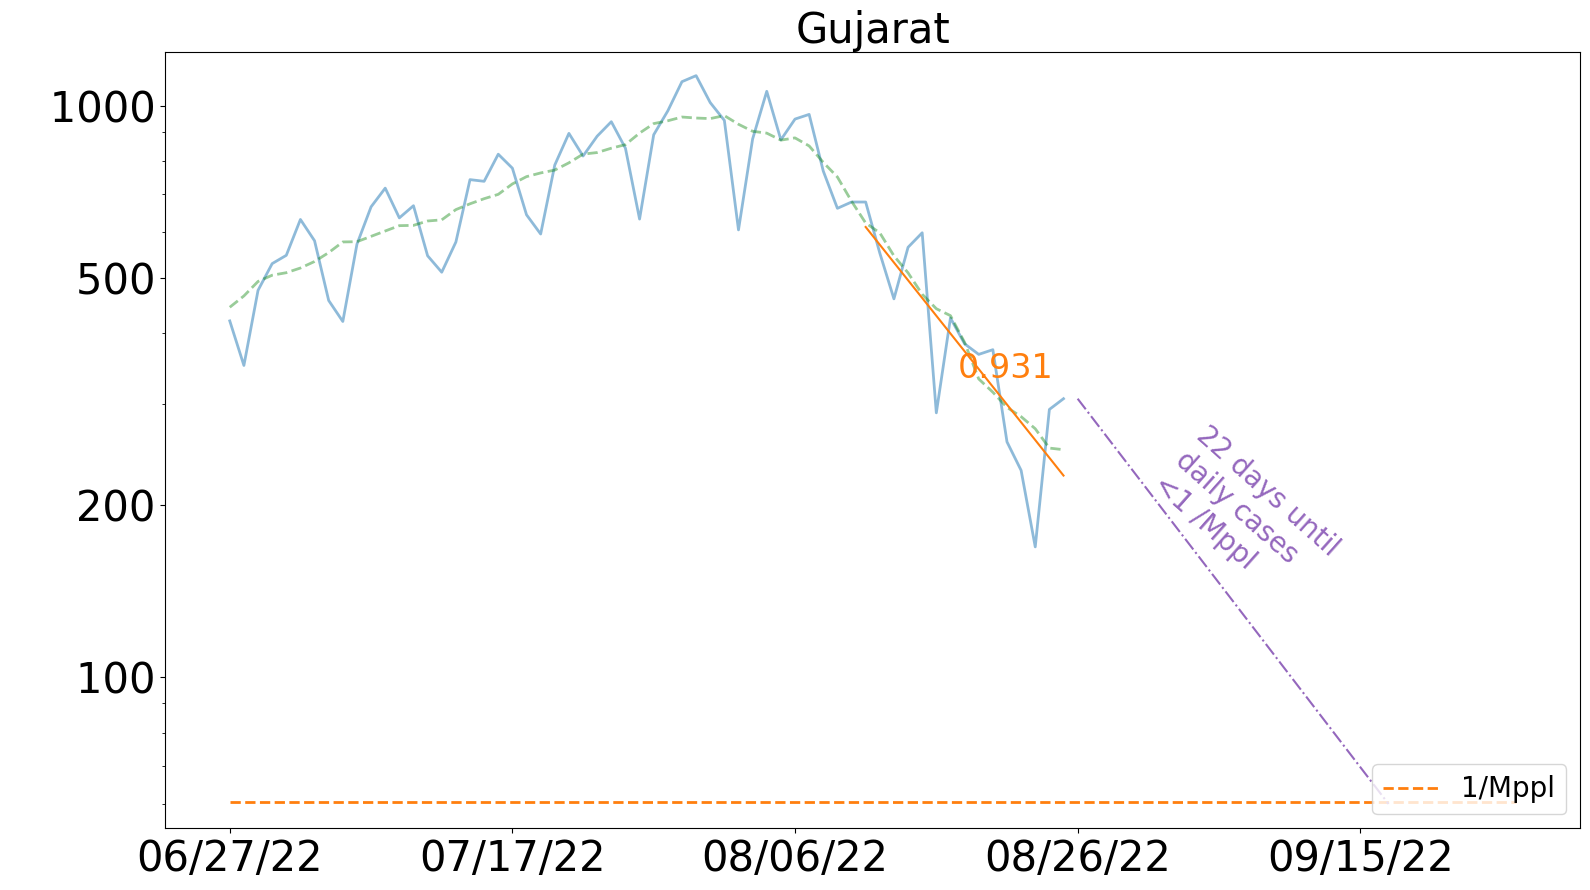 Gujarat
1000
500
200
100
0.931
22 days until
daily cases
<1 /Mppl
1/Mppl
06/27/22
07/17/22
08/06/22
08/26/22
09/15/22